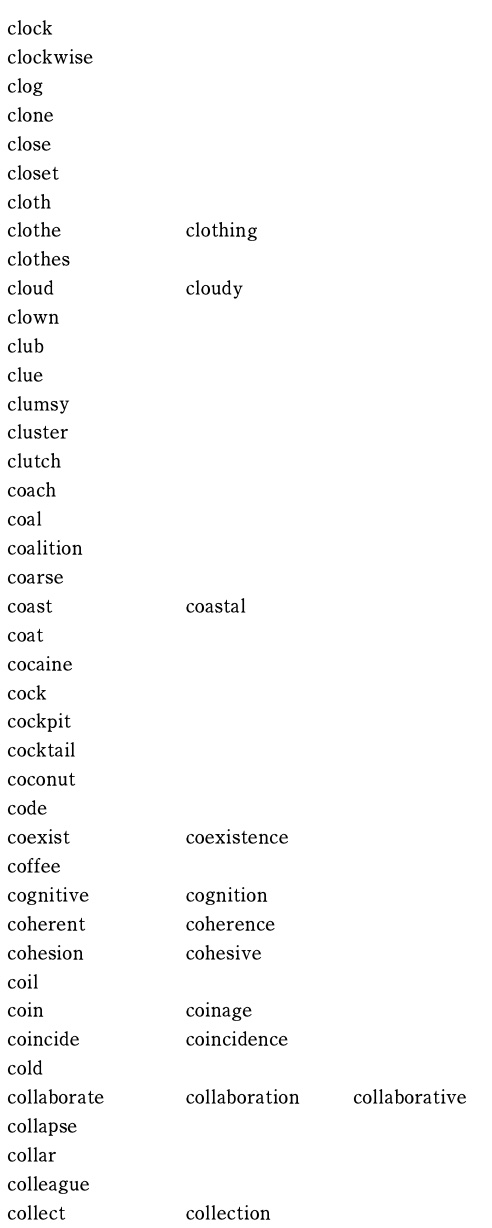 clock
clockwise
clog
clone
close
closet
cloth
clothe clothing
clothes
cloud cloudy
clown
club
clue
clumsy
cluster
clutch
coach
coal
coalition
coarse
coast coastal
coat
cocaine
cock
cockpit
cocktail
coconut
code
coexist coexistence
coffee
cognitive cognition
coherent coherence
cohesion cohesive
coil
coin coinage
coincide coincidence
cold
collaborate collaboration collaborative
collapse
collar
colleague
collect collection